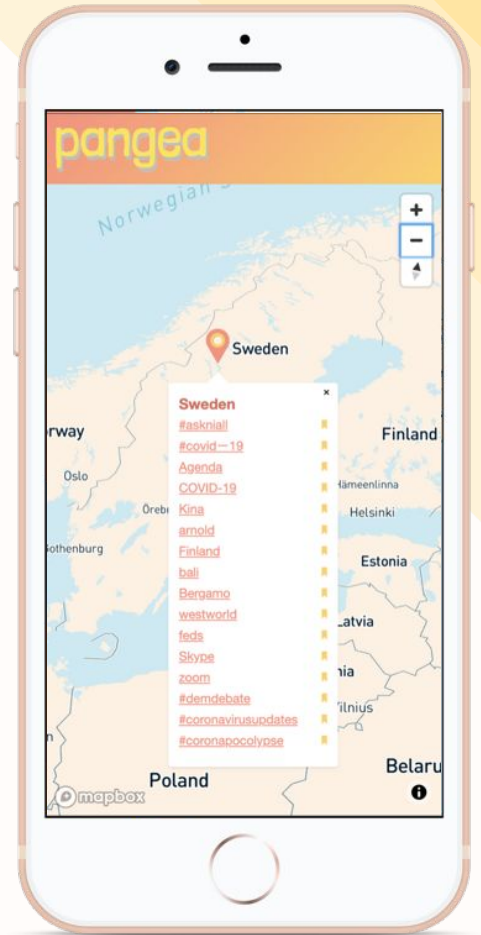 pangea
Norwegian S
+
−
Sweden
×
Sweden
#askniall
#covid—19
Agenda
COVID-19
Kina
arnold
Finland
bali
Bergamo
westworld
feds
Skype
zoom
#demdebate
#coronavirusupdates
#coronapocolypse
rway
Oslo
Örebr
othenburg
Finland
Hämeenlinna
Helsinki
Estonia
Latvia
nia
Vilnius
n
Poland
Belaru
mapbox
i